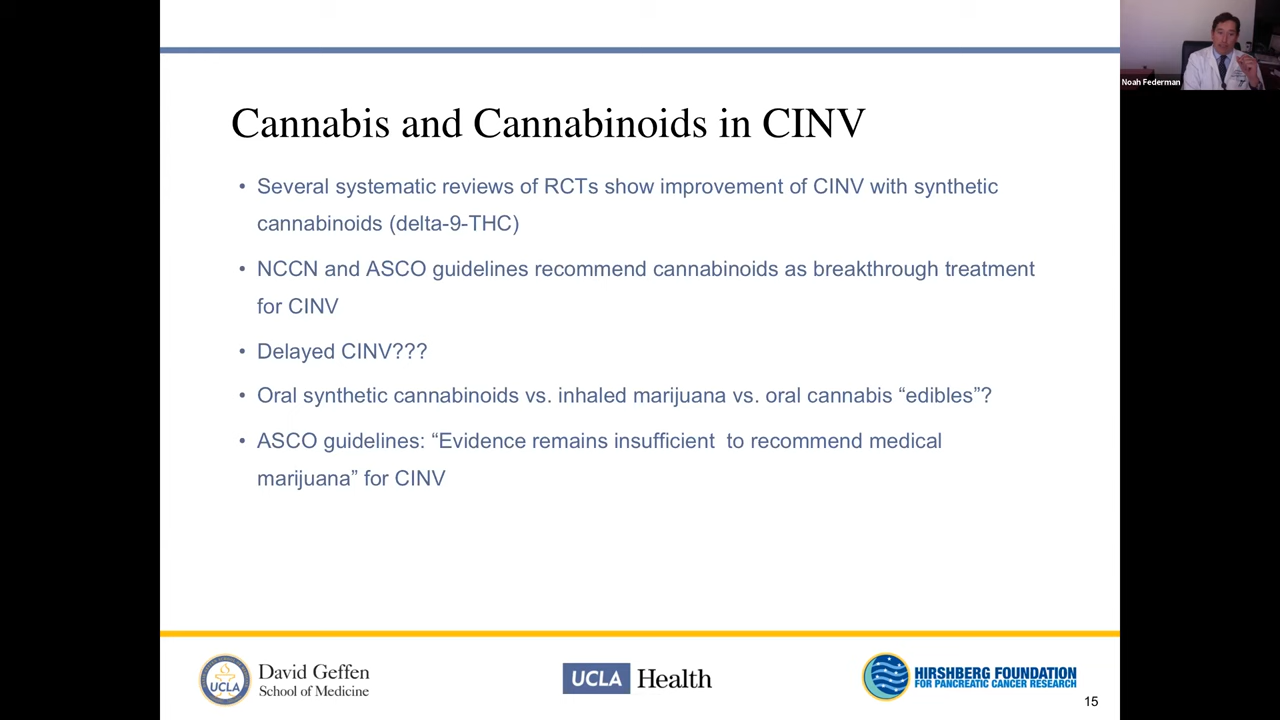 Noah Federman
Cannabis and Cannabinoids in CINV
• Several systematic reviews of RCTs show improvement of CINV with synthetic
cannabinoids (delta-9-THC)
• NCCN and ASCO guidelines recommend cannabinoids as breakthrough treatment
for CINV
• Delayed CINV???
• Oral synthetic cannabinoids vs. inhaled marijuana vs. oral cannabis “edibles”?
• ASCO guidelines: “Evidence remains insufficient  to recommend medical
marijuana” for CINV
UCLA
David Geffen
School of Medicine
UCLA Health
HIRSHBERG FOUNDATION
FOR PANCREATIC CANCER RESEARCH
15